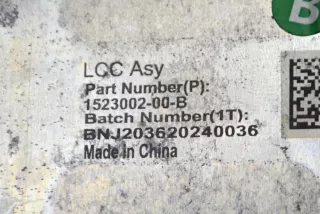 B
LCC Asy
Part Number(P):
1523002-00-B
Batch Number(1T):
BNJ203620240036
Made In China